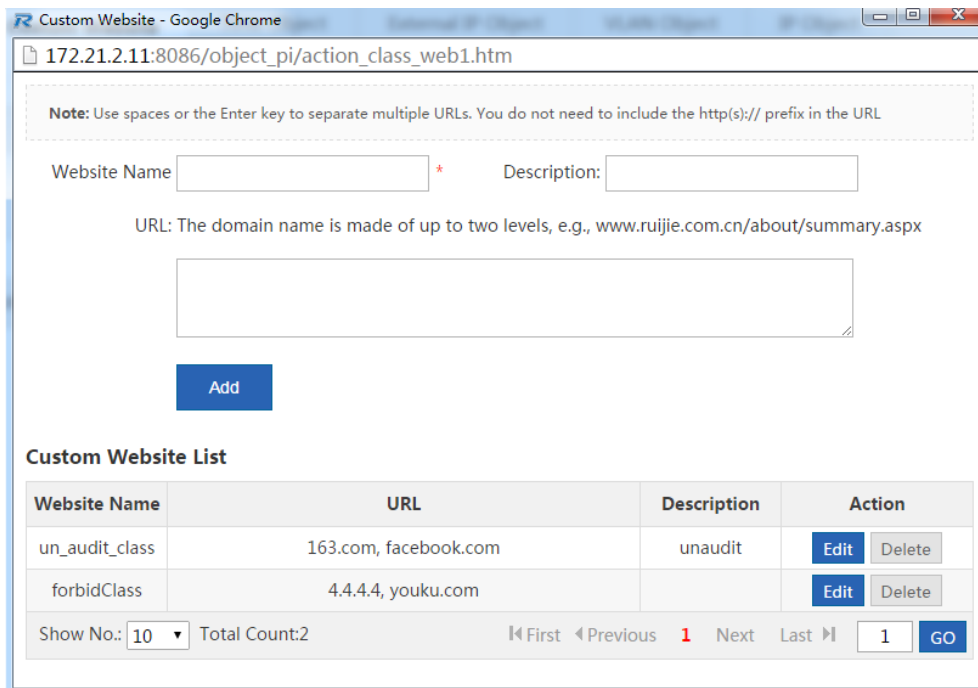 Custom Website - Google Chrome
172.21.2.11:8086/object_pi/action_class_web1.htm
Note: Use spaces or the Enter key to separate multiple URLs. You do not need to include the http(s):// prefix in the URL
Website Name * Description:
URL: The domain name is made of up to two levels, e.g., www.ruijie.com.cn/about/summary.aspx
Add
Custom Website List
Website Name URL Description Action
un_audit_class 163.com, facebook.com unaudit Edit Delete
forbidClass 4.4.4.4, youku.com Edit Delete
Show No.: 10 Total Count:2 First Previous 1 Next Last 1 GO